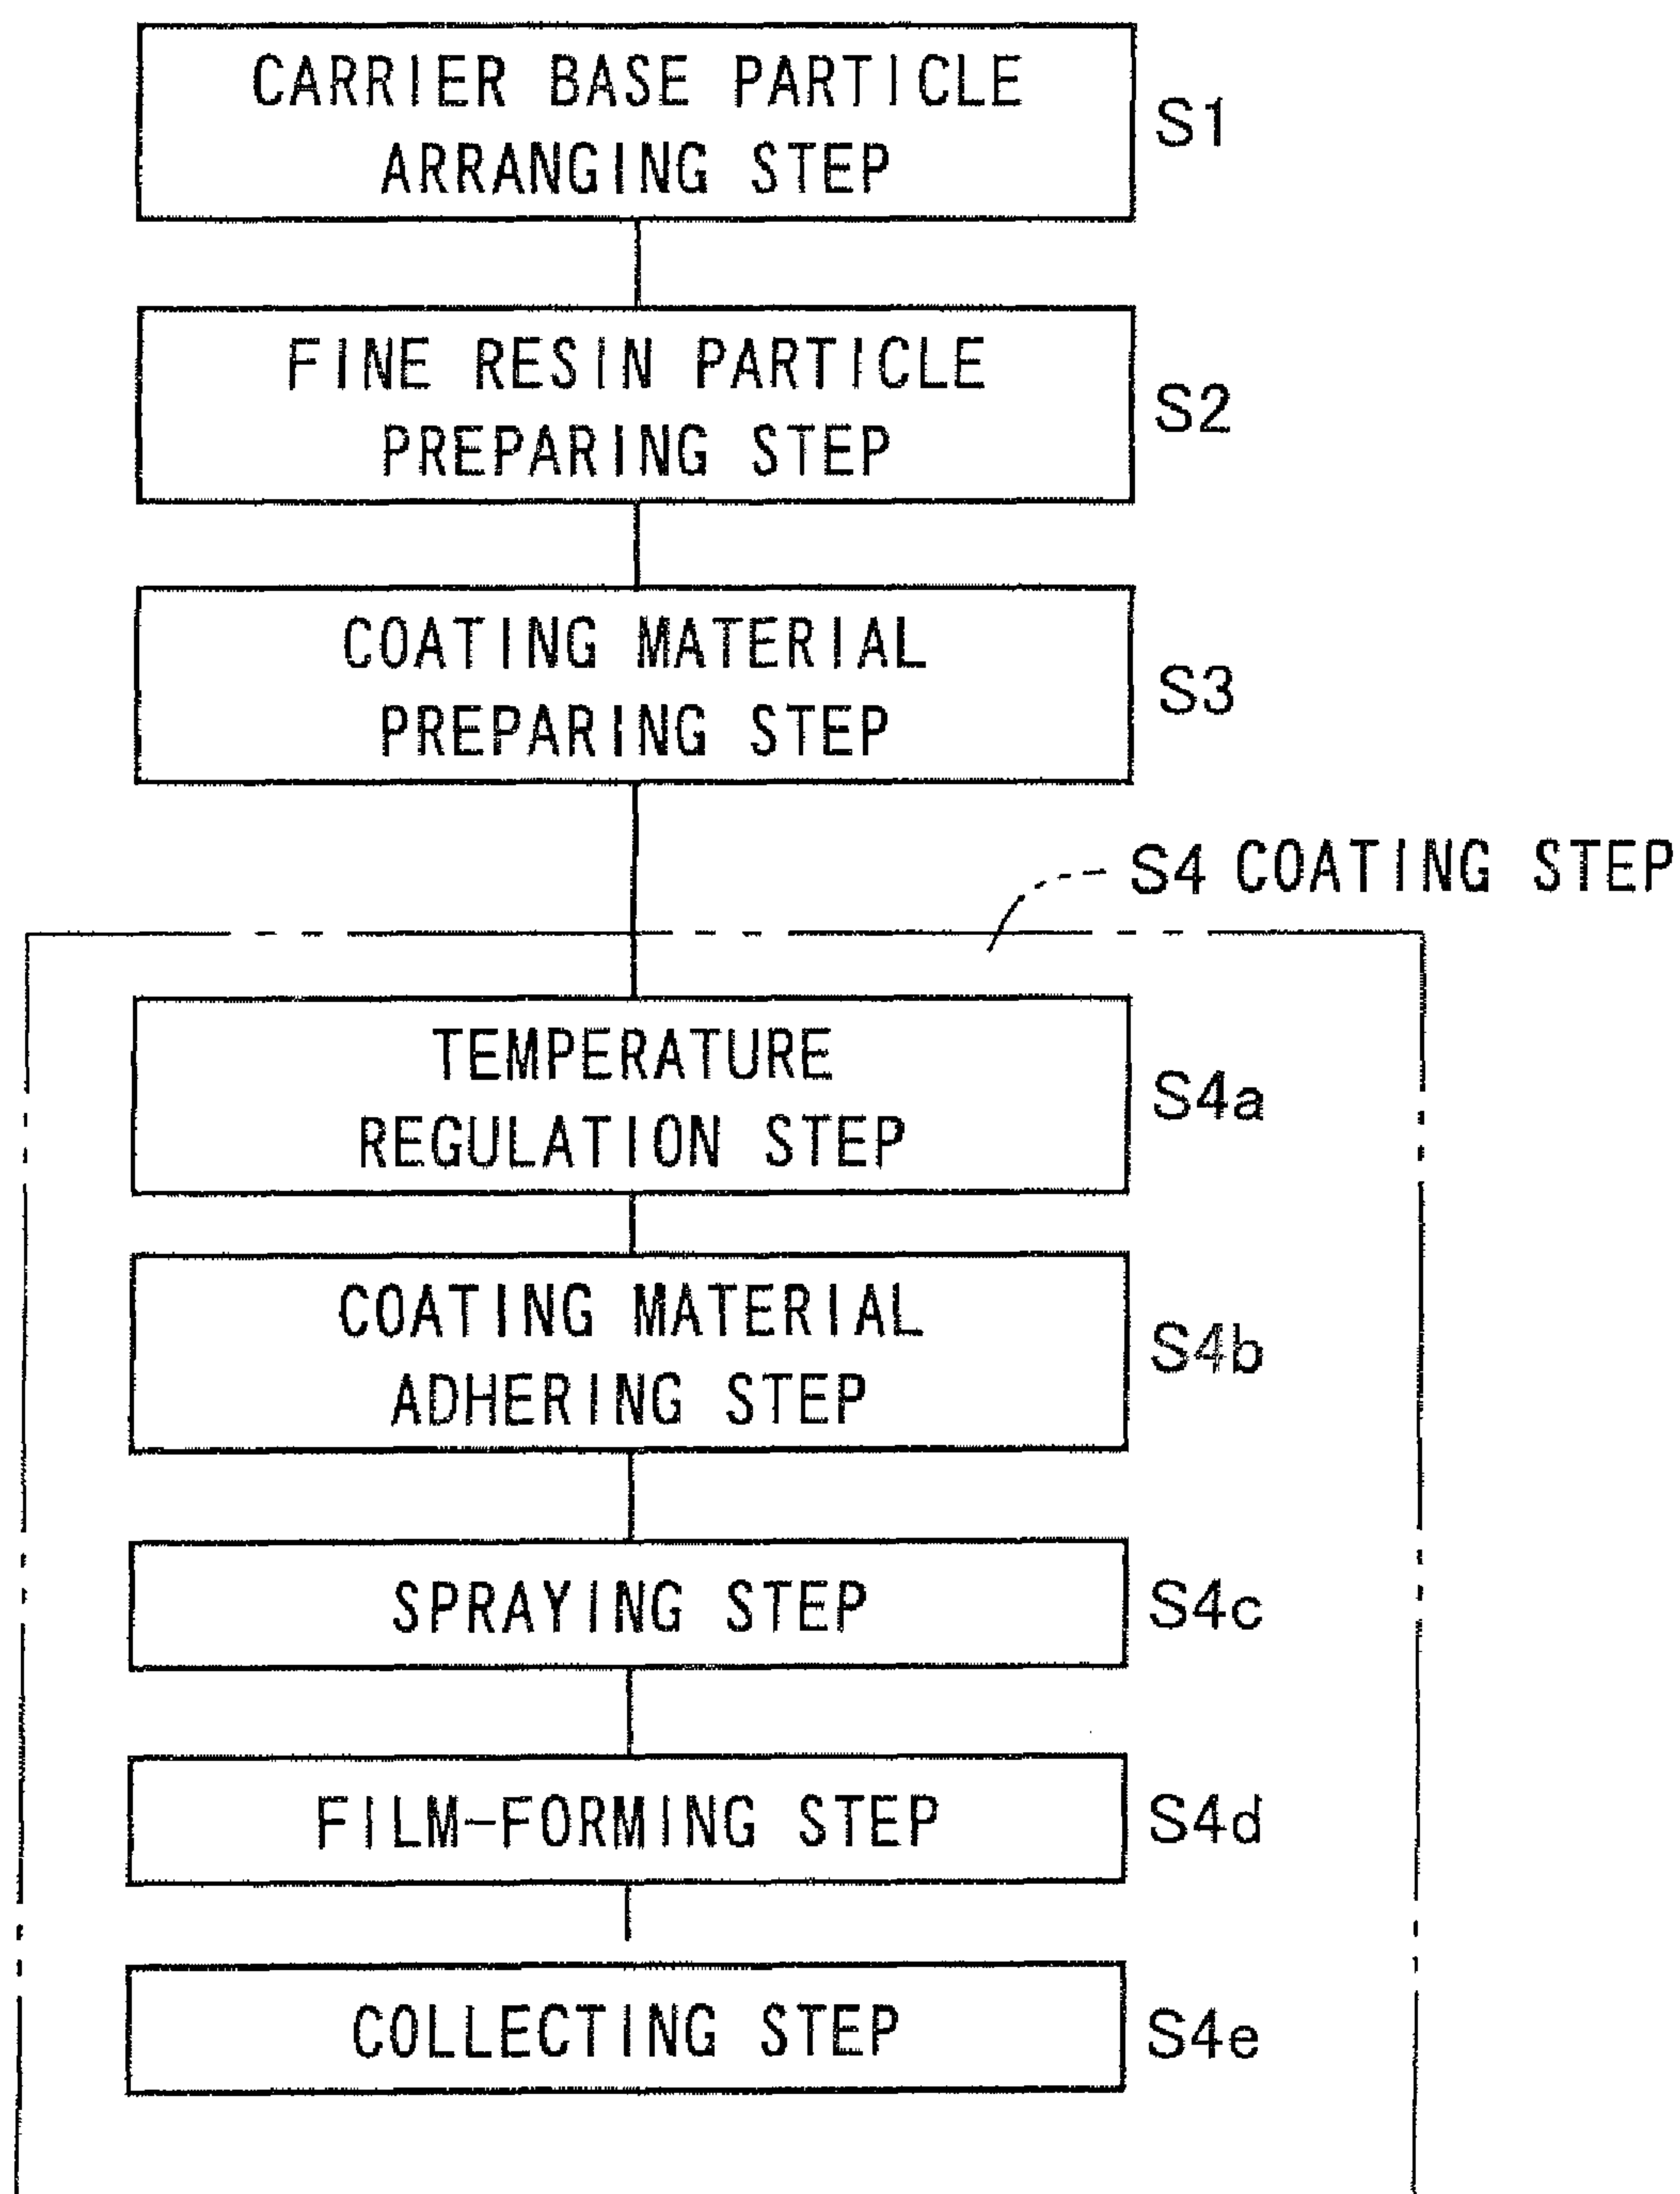 CARRIER BASE PARTICLE
ARRANGING STEP
S1
FINE RESIN PARTICLE
PREPARING STEP
S2
COATING MATERIAL
PREPARING STEP
S3
S4 COATING STEP
TEMPERATURE
REGULATION STEP
S4a
COATING MATERIAL
ADHERING STEP
S4b
SPRAYING STEP
S4c
FILM-FORMING STEP
S4d
COLLECTING STEP
S4e